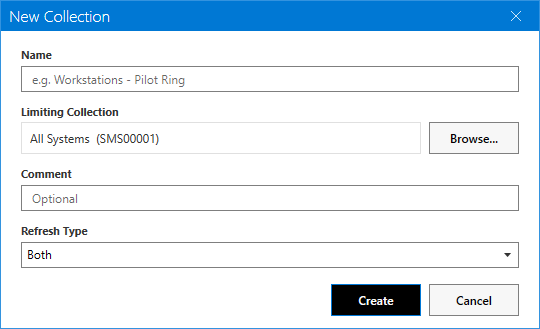 New Collection
Name
e.g. Workstations - Pilot Ring
Limiting Collection
All Systems  (SMS00001)
Browse...
Comment
Optional
Refresh Type
Both
Create
Cancel